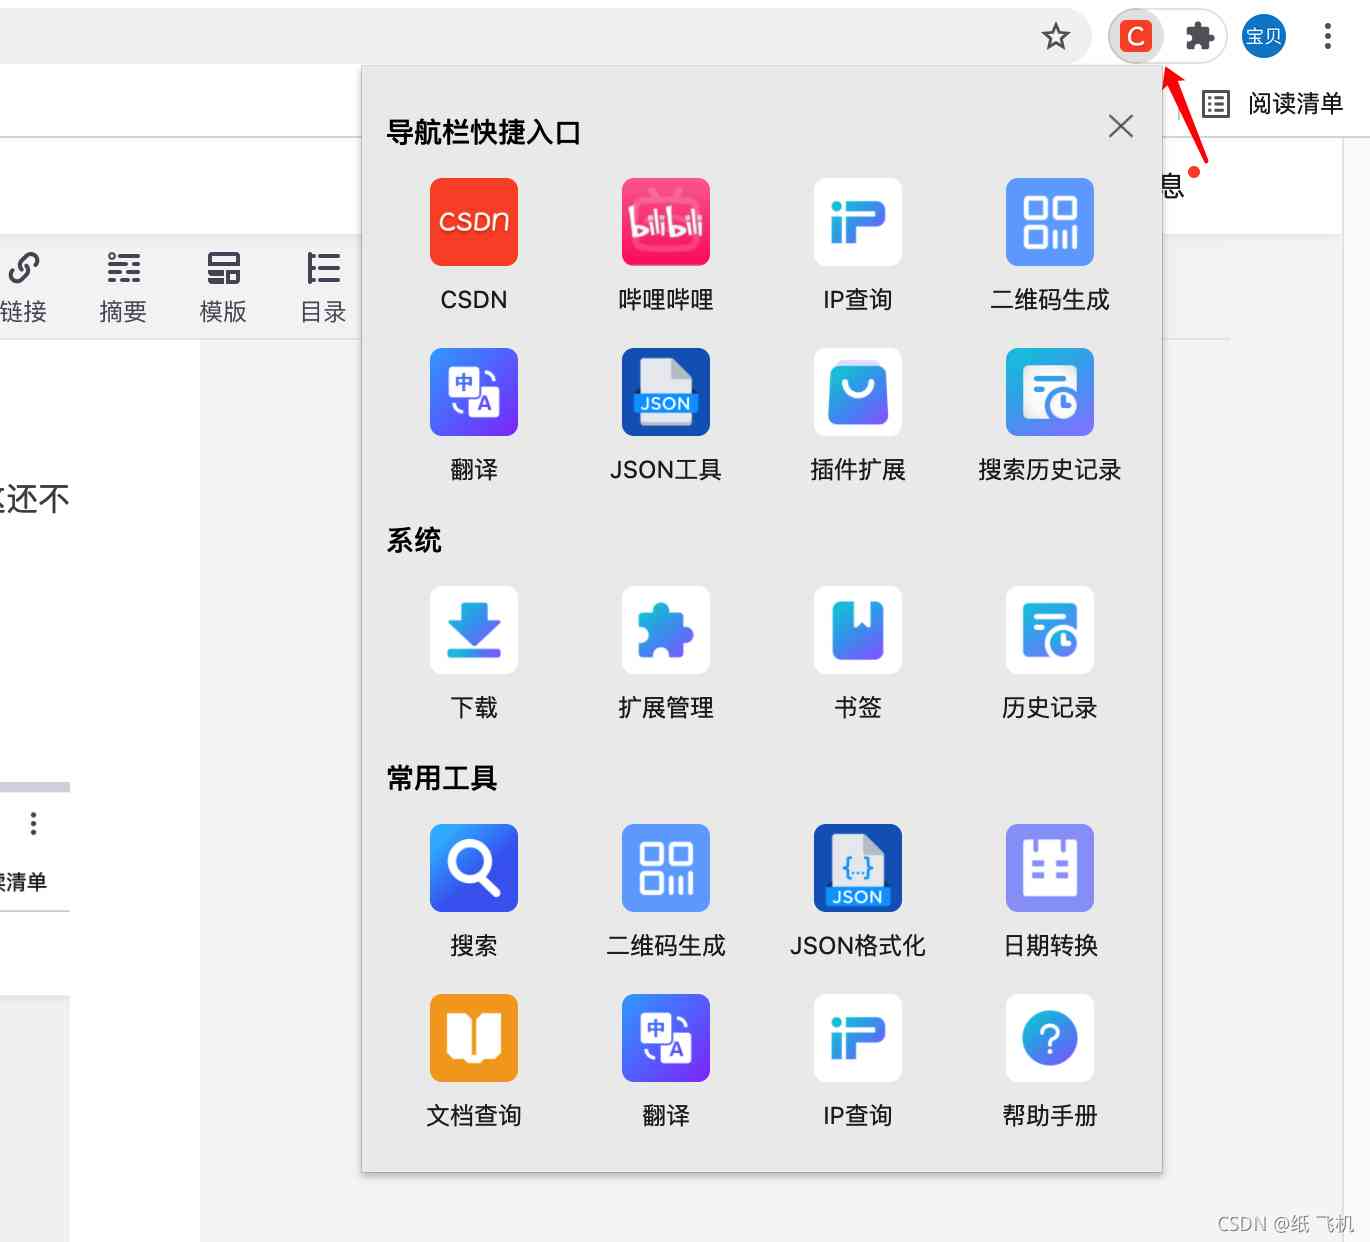 C
宝贝
阅读清单
导航栏快捷入口
息
CSDN
bilibili
iP
CSDN
哔哩哔哩
IP查询
二维码生成
链接
摘要
模版
目录
中
A
JSON
翻译
JSON工具
插件扩展
搜索历史记录
还不
系统
下载
扩展管理
书签
历史记录
常用工具
{...}
JSON
清单
搜索
二维码生成
JSON格式化
日期转换
中
A
iP
?
文档查询
翻译
IP查询
帮助手册
CSDN @纸 飞机